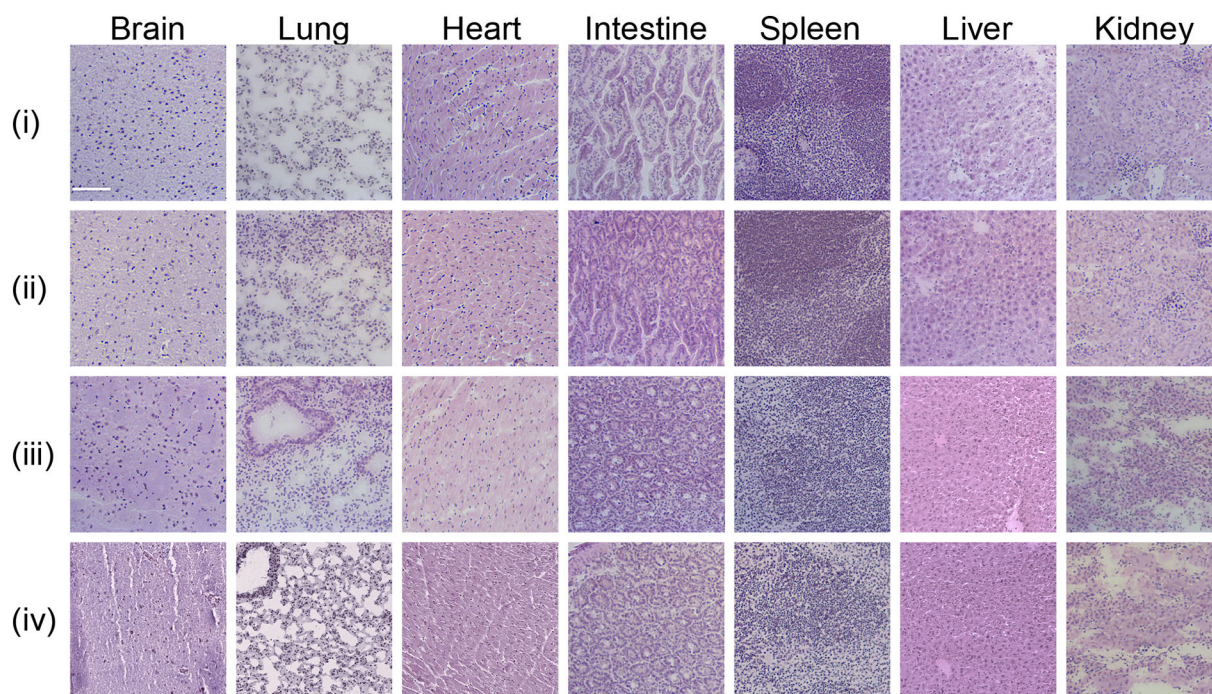 Brain Lung Heart Intestine Spleen Liver Kidney
(i)
(ii)
(iii)
(iv)